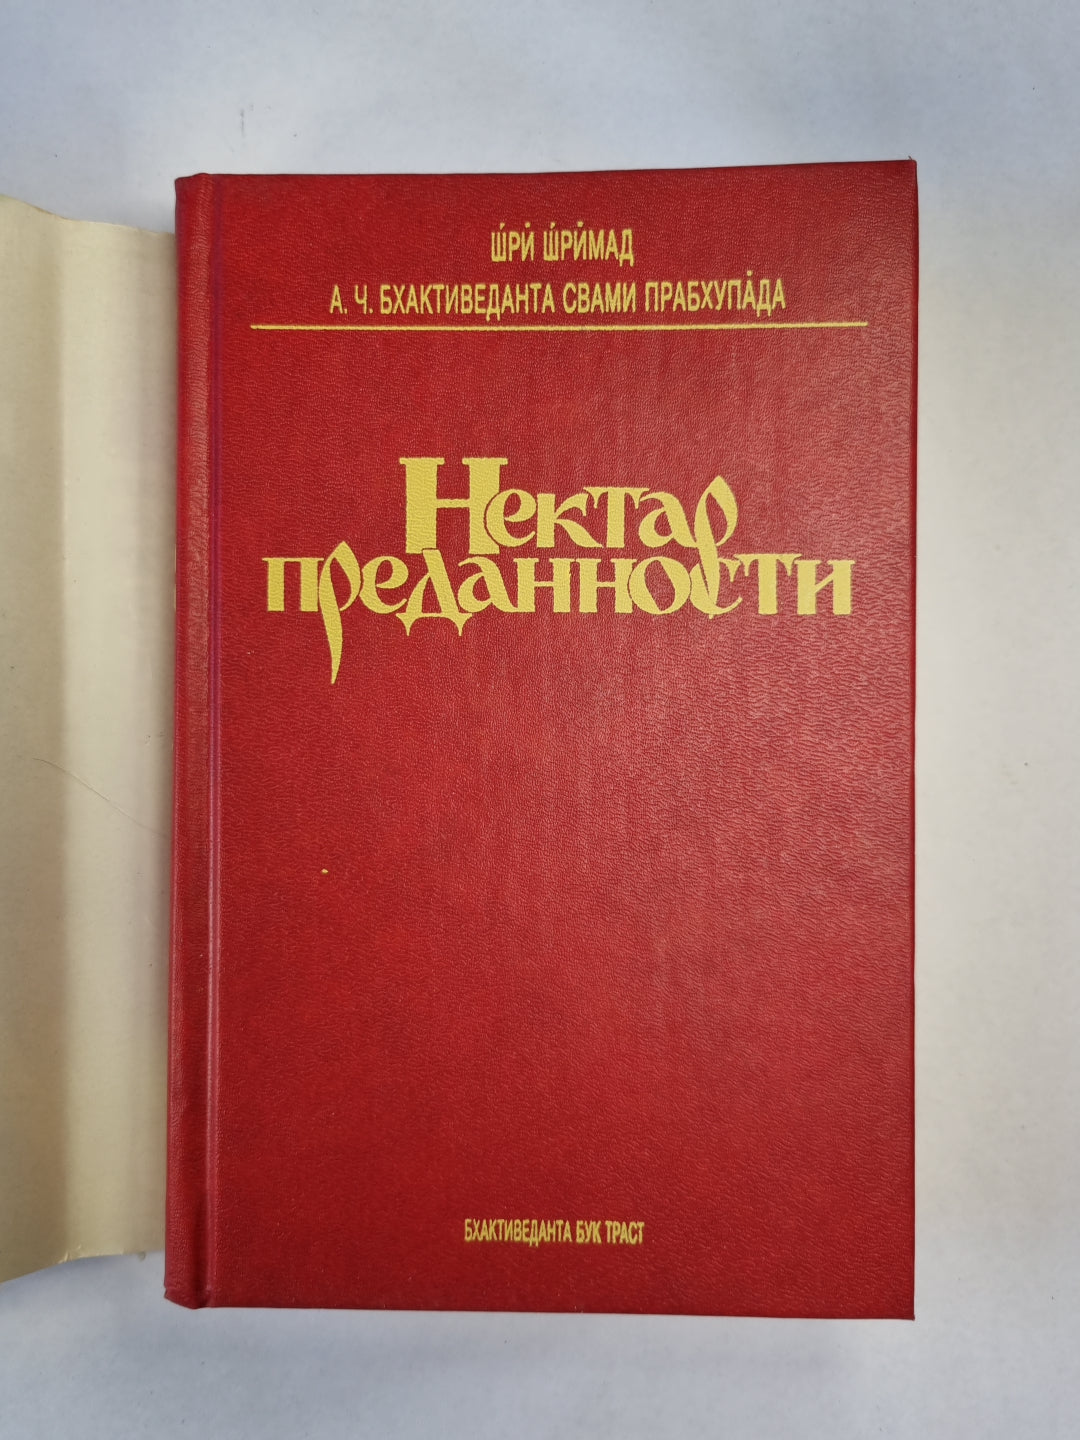 Ш́РӢ Ш́РӢМАД
А. Ч. БХАКТИВЕДАНТА СВАМИ ПРАБХУПА̇ДА
Нектар
преданности
БХАКТИВЕДАНТА БУК ТРАСТ